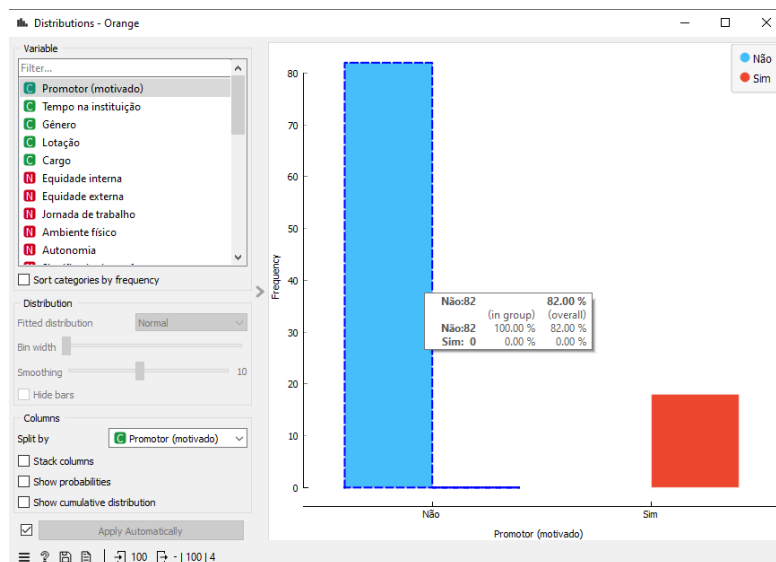 Distributions - Orange
Variable
Filter...
C Promotor (motivado)
C Tempo na instituição
C Gênero
C Lotação
C Cargo
N Equidade interna
N Equidade externa
N Jornada de trabalho
N Ambiente físico
N Autonomia
Sort categories by frequency
Distribution
Fitted distribution Normal
Bin width
Smoothing 10
Hide bars
Columns
Split by C Promotor (motivado)
Stack columns
Show probabilities
Show cumulative distribution
Apply Automatically
100 - | 100 | 4
Não
Sim
80
70
60
50
40
30
20
10
0
Frequency
Não:82 82.00 %
(in group) (overall)
Não:82 100.00 % 82.00 %
Sim: 0 0.00 % 0.00 %
Não Sim
Promotor (motivado)